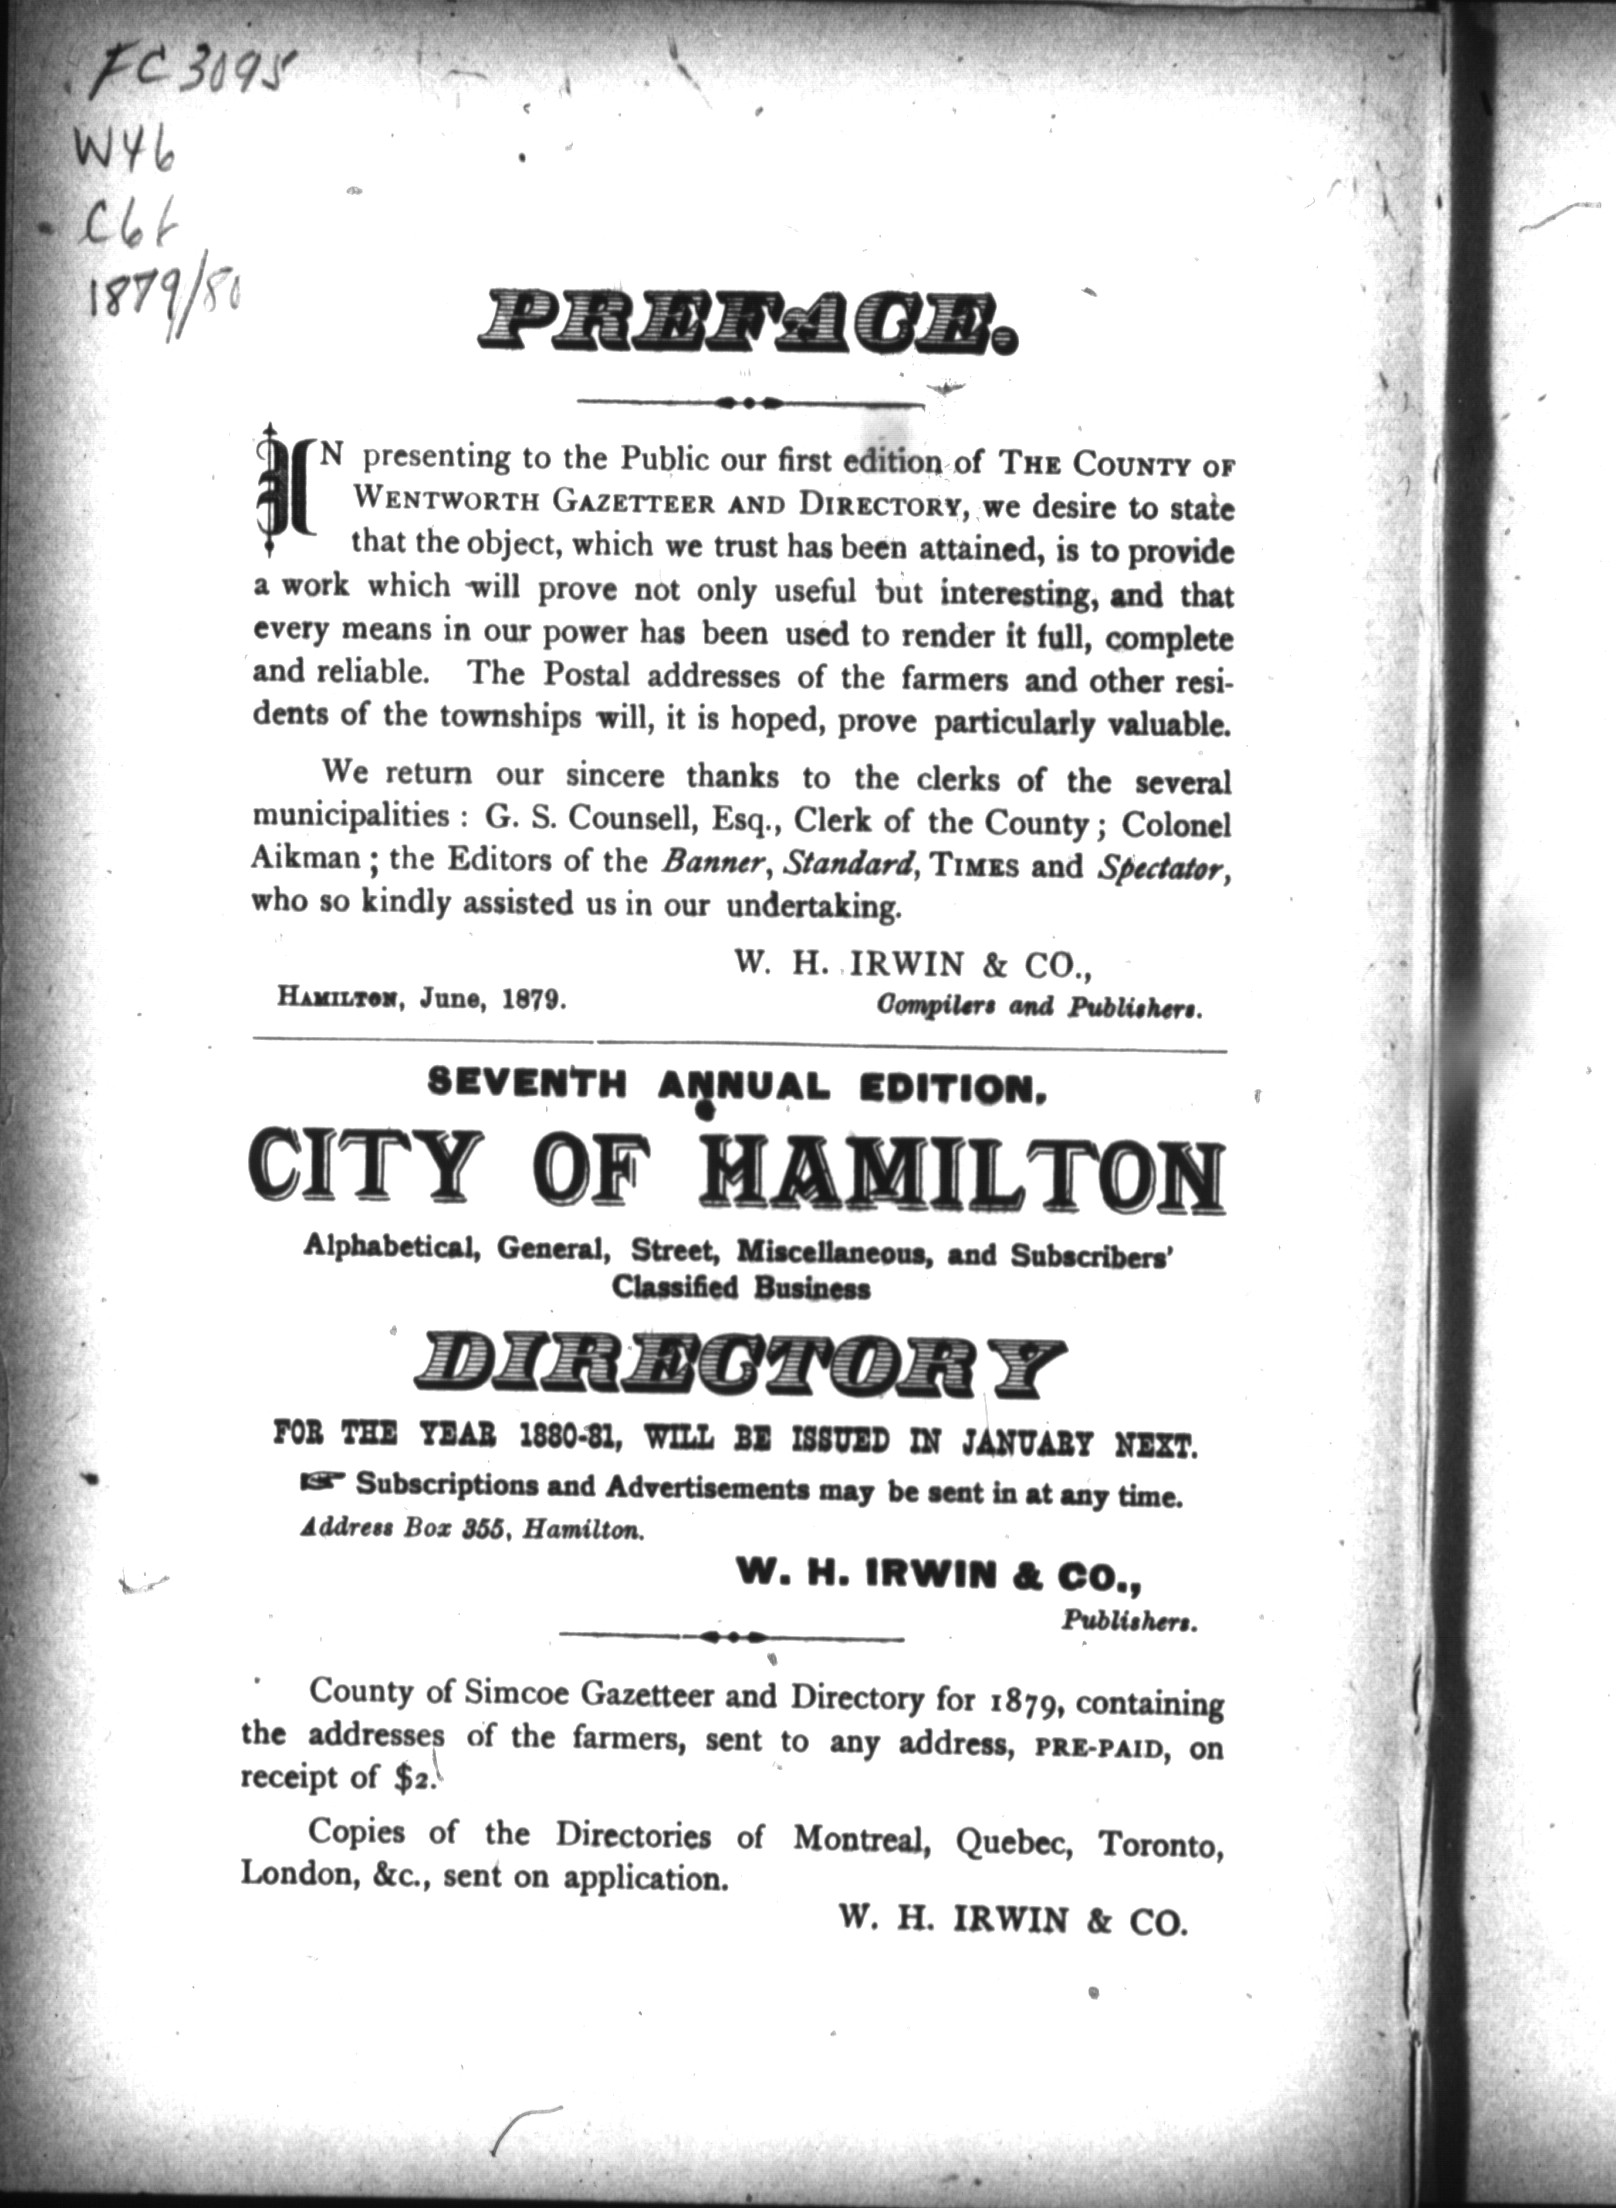 FC 3095
W46
C6t
1879/80
PREFACE.
IN presenting to the Public our first edition of THE COUNTY OF
WENTWORTH GAZETTEER AND DIRECTORY, we desire to state
that the object, which we trust has been attained, is to provide
a work which will prove not only useful but interesting, and that
every means in our power has been used to render it full, complete
and reliable. The Postal addresses of the farmers and other resi-
dents of the townships will, it is hoped, prove particularly valuable.
We return our sincere thanks to the clerks of the several
municipalities : G. S. Counsell, Esq., Clerk of the County ; Colonel
Aikman ; the Editors of the Banner, Standard, TIMES and Spectator,
who so kindly assisted us in our undertaking.
W. H. IRWIN & CO.,
HAMILTON, June, 1879.
Compilers and Publishers.
SEVENTH ANNUAL EDITION.
CITY OF HAMILTON
Alphabetical, General, Street, Miscellaneous, and Subscribers'
Classified Business
DIRECTORY
FOR THE YEAR 1880-81, WILL BE ISSUED IN JANUARY NEXT.
☞ Subscriptions and Advertisements may be sent in at any time.
Address Box 355, Hamilton.
W. H. IRWIN & CO.,
Publishers.
County of Simcoe Gazetteer and Directory for 1879, containing
the addresses of the farmers, sent to any address, PRE-PAID, on
receipt of $2.
Copies of the Directories of Montreal, Quebec, Toronto,
London, &c., sent on application.
W. H. IRWIN & CO.